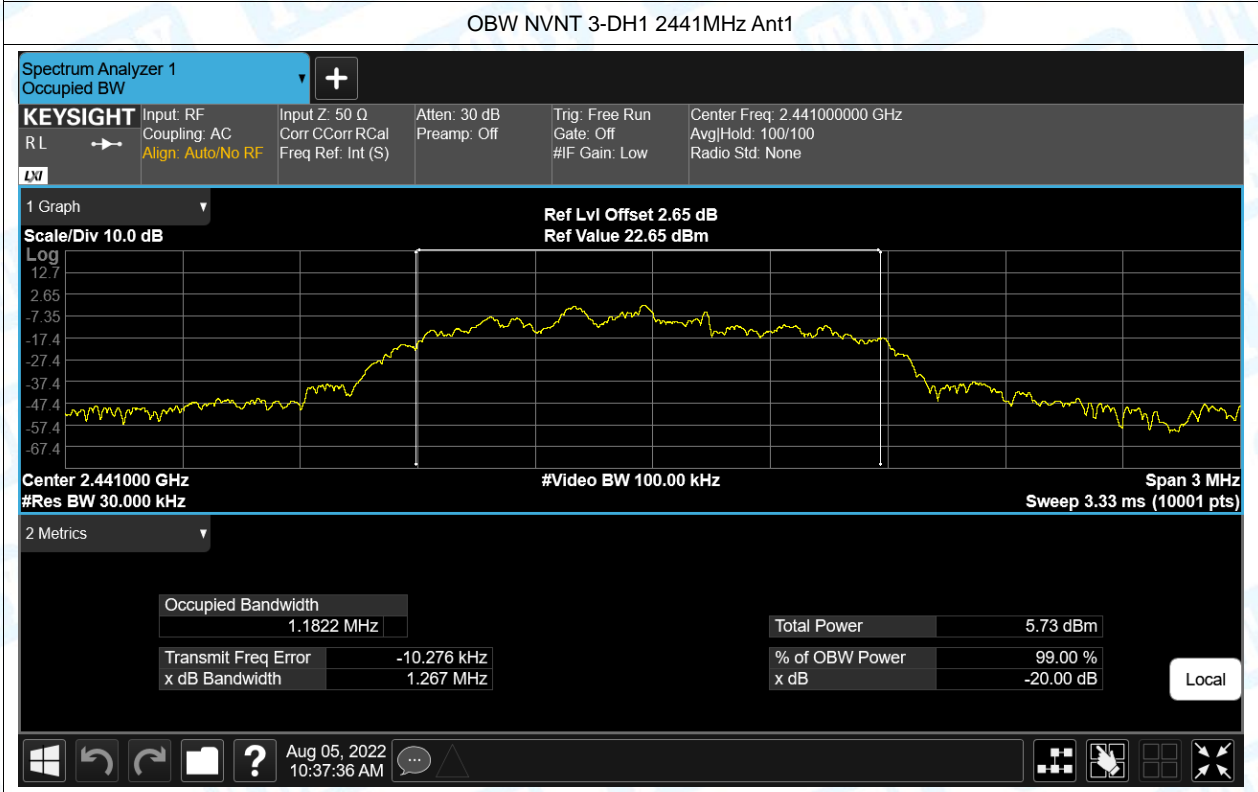 OBW NVNT 3-DH1 2441MHz Ant1
Spectrum Analyzer 1
Occupied BW
KEYSIGHT
RL
LXI
Input: RF
Coupling: AC
Align: Auto/No RF
Input Z: 50 Ω
Corr CCorr RCal
Freq Ref: Int (S)
Atten: 30 dB
Preamp: Off
Trig: Free Run
Gate: Off
#IF Gain: Low
Center Freq: 2.441000000 GHz
Avg|Hold: 100/100
Radio Std: None
1 Graph
Scale/Div 10.0 dB
Ref Lvl Offset 2.65 dB
Ref Value 22.65 dBm
Log
12.7
2.65
-7.35
-17.4
-27.4
-37.4
-47.4
-57.4
-67.4
Center 2.441000 GHz
#Video BW 100.00 kHz
Span 3 MHz
#Res BW 30.000 kHz
Sweep 3.33 ms (10001 pts)
2 Metrics
Occupied Bandwidth
1.1822 MHz
Total Power 5.73 dBm
Transmit Freq Error -10.276 kHz
% of OBW Power 99.00 %
x dB Bandwidth 1.267 MHz
x dB -20.00 dB
Local
?
Aug 05, 2022
10:37:36 AM